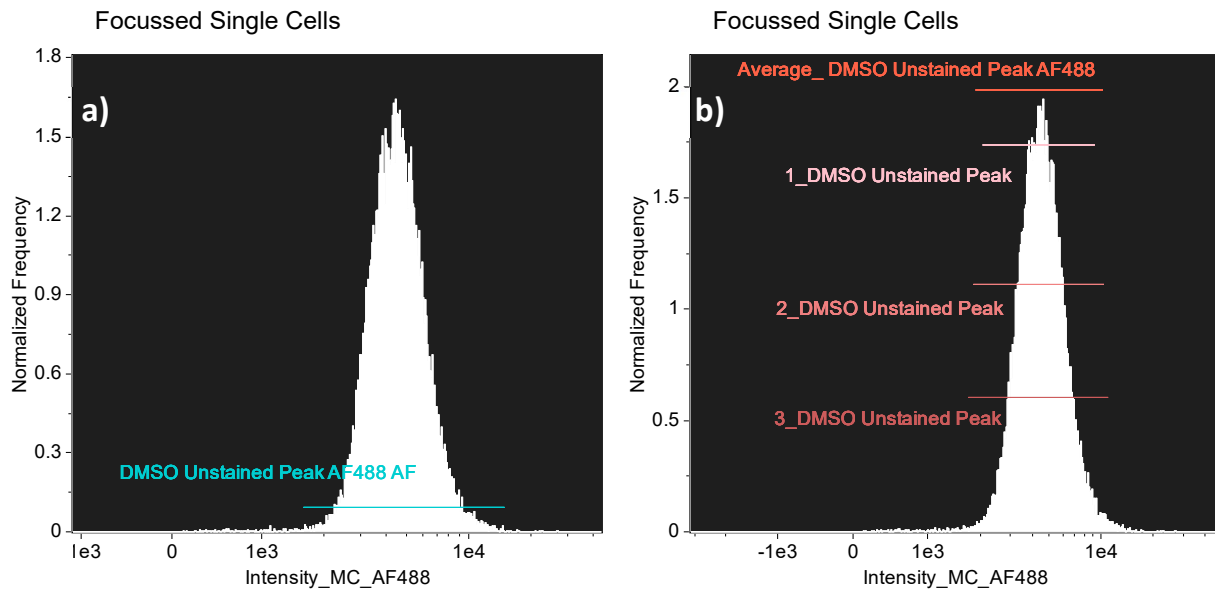 Focussed Single Cells
a)
1.8
1.5
1.2
0.9
0.6
0.3
0
Normalized Frequency
DMSO Unstained Peak AF488 AF
1e3
0
1e3
1e4
Intensity_MC_AF488
Focussed Single Cells
b)
2
1.5
1
0.5
0
Normalized Frequency
Average_ DMSO Unstained Peak AF488
1_DMSO Unstained Peak
2_DMSO Unstained Peak
3_DMSO Unstained Peak
-1e3
0
1e3
1e4
Intensity_MC_AF488